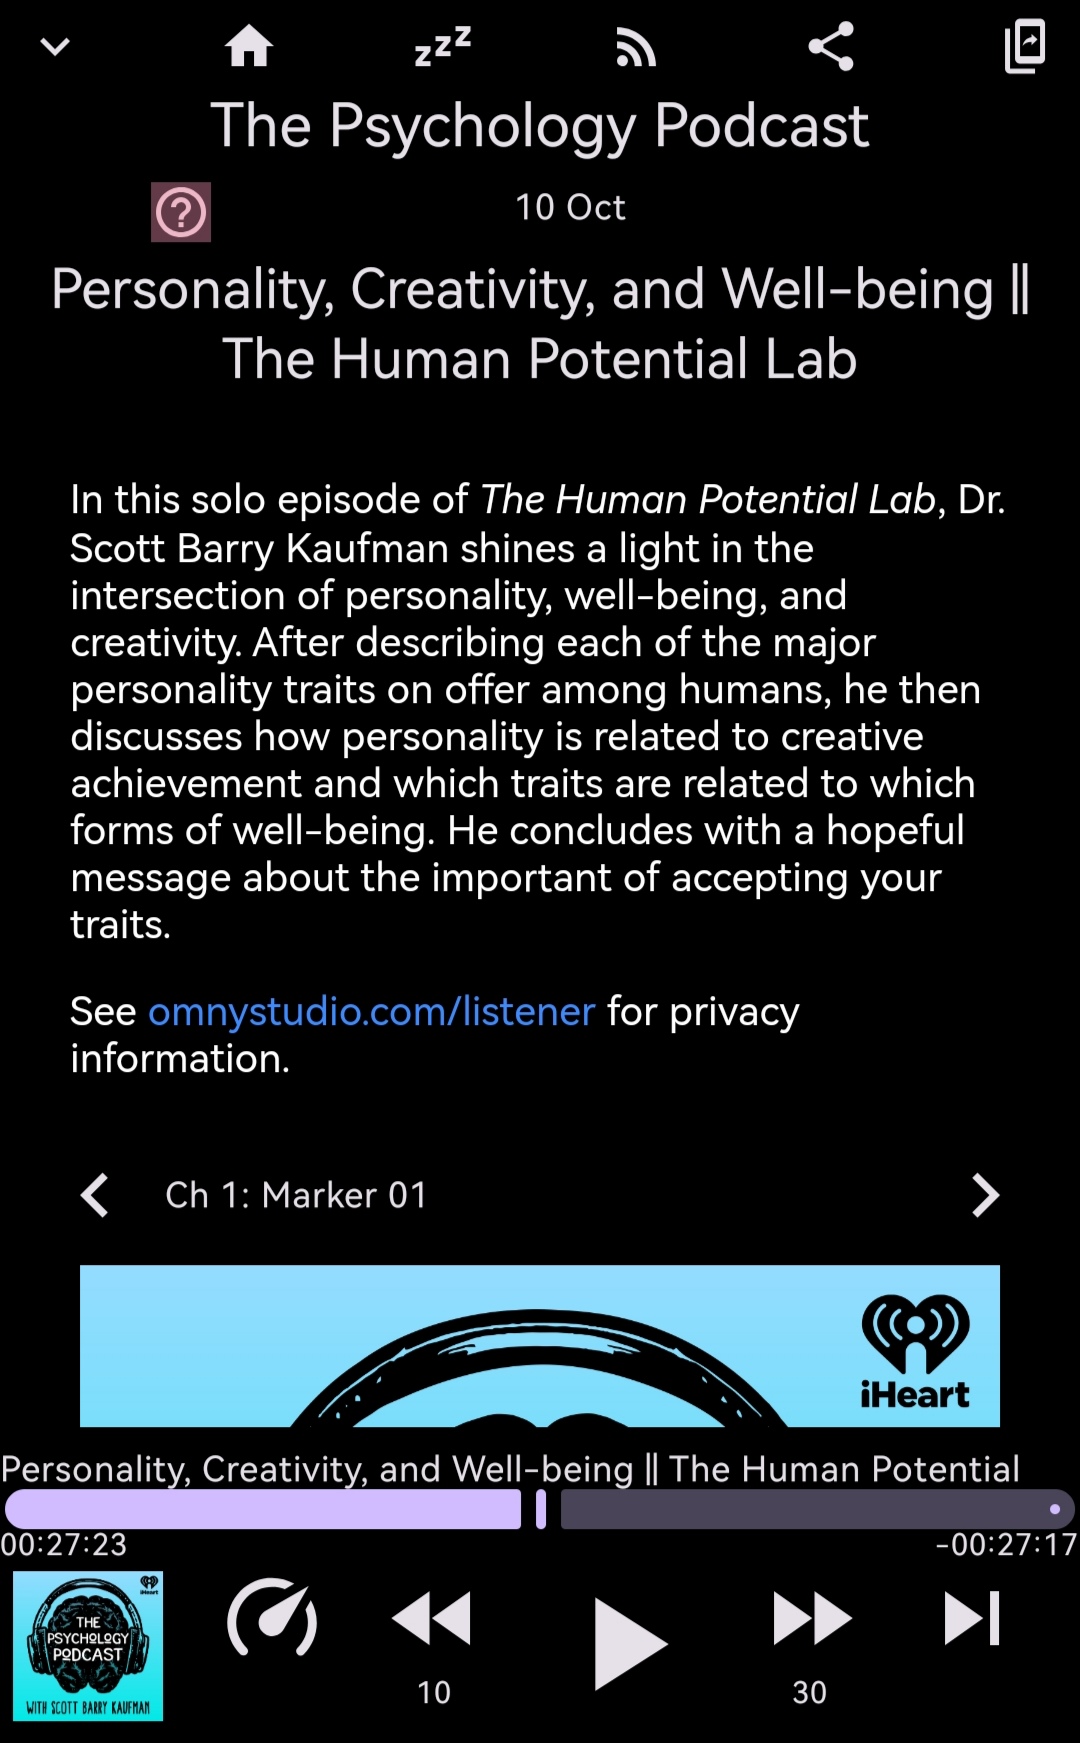 zzz
The Psychology Podcast
?
10 Oct
Personality, Creativity, and Well-being ||
The Human Potential Lab
In this solo episode of The Human Potential Lab, Dr.
Scott Barry Kaufman shines a light in the
intersection of personality, well-being, and
creativity. After describing each of the major
personality traits on offer among humans, he then
discusses how personality is related to creative
achievement and which traits are related to which
forms of well-being. He concludes with a hopeful
message about the important of accepting your
traits.
See omnystudio.com/listener for privacy
information.
Ch 1: Marker 01
iHeart
Personality, Creativity, and Well-being || The Human Potential
00:27:23
-00:27:17
iHeart
THE
PSYCHOLOGY
PODCAST
WITH SCOTT BARRY KAUFMAN
10
30